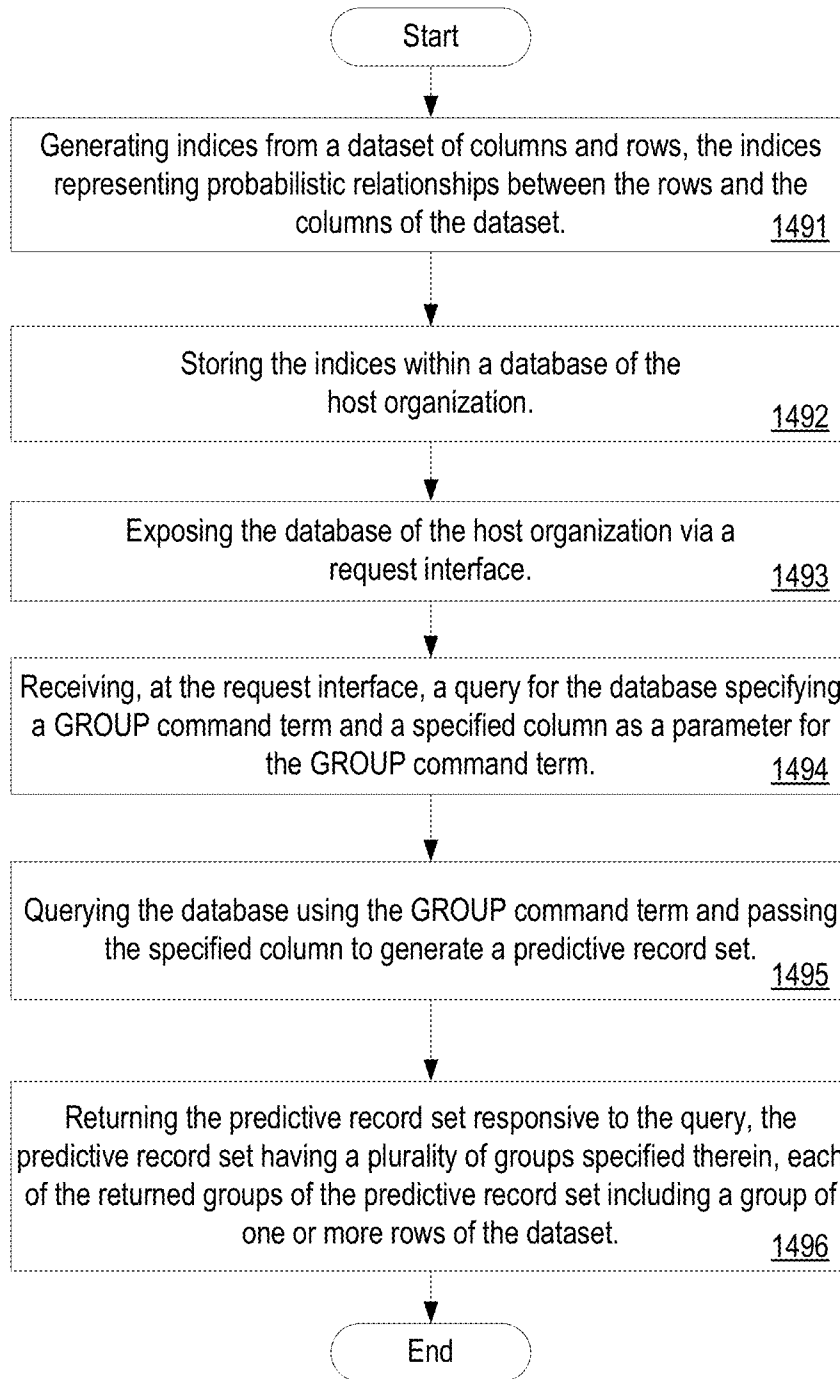 Start
Generating indices from a dataset of columns and rows, the indices
representing probabilistic relationships between the rows and the
columns of the dataset.
1491
Storing the indices within a database of the
host organization.
1492
Exposing the database of the host organization via a
request interface.
1493
Receiving, at the request interface, a query for the database specifying
a GROUP command term and a specified column as a parameter for
the GROUP command term.
1494
Querying the database using the GROUP command term and passing
the specified column to generate a predictive record set.
1495
Returning the predictive record set responsive to the query, the
predictive record set having a plurality of groups specified therein, each
of the returned groups of the predictive record set including a group of
one or more rows of the dataset.
1496
End